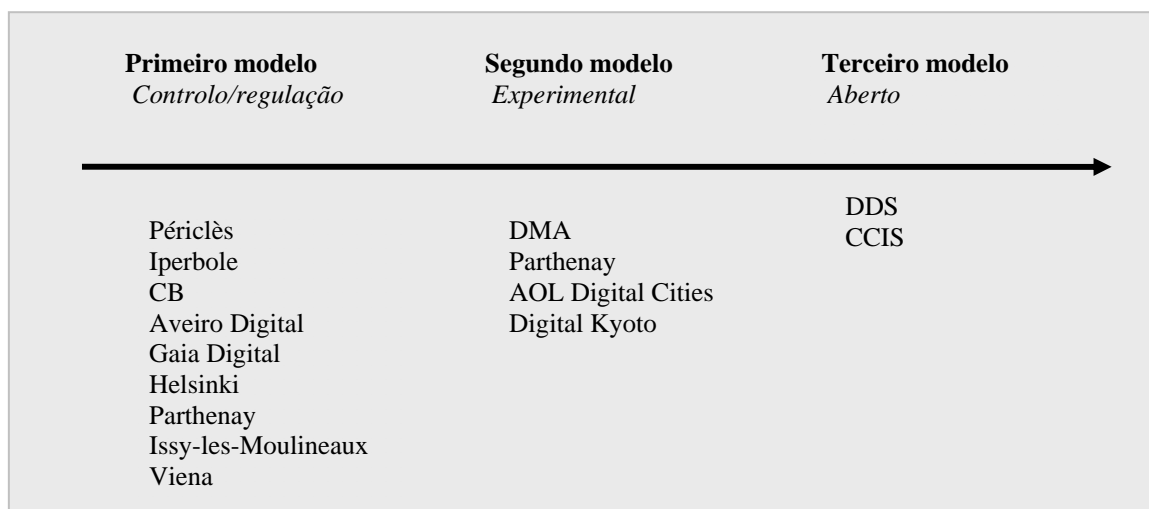 Primeiro modelo
Controlo/regulação
Segundo modelo
Experimental
Terceiro modelo
Aberto
Périclès
Iperbole
CB
Aveiro Digital
Gaia Digital
Helsinki
Parthenay
Issy-les-Moulineaux
Viena
DMA
Parthenay
AOL Digital Cities
Digital Kyoto
DDS
CCIS